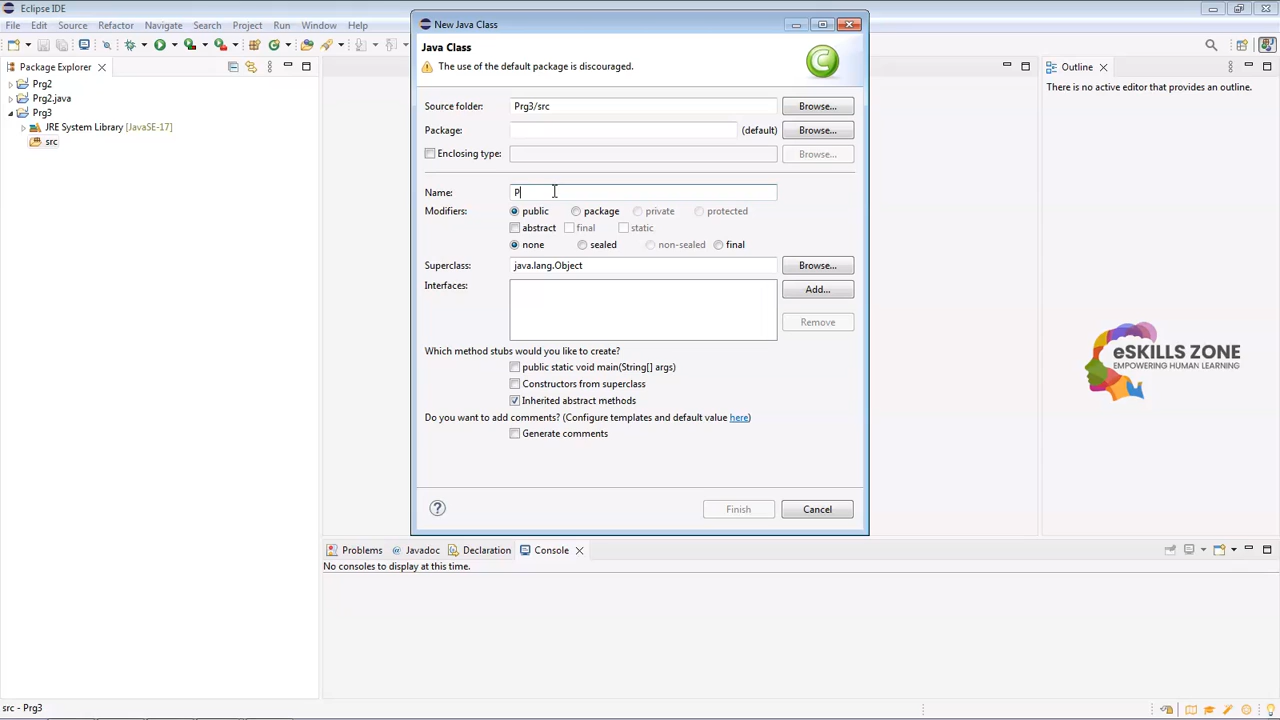 Eclipse IDE
File Edit Source Refactor Navigate Search Project Run Window Help
Package Explorer
Prg2
Prg2.java
Prg3
JRE System Library [JavaSE-17]
src
New Java Class
Java Class
The use of the default package is discouraged.
Source folder: Prg3/src Browse...
Package: (default) Browse...
Enclosing type: Browse...
Name: P
Modifiers: public package private protected
abstract final static
none sealed non-sealed final
Superclass: java.lang.Object Browse...
Interfaces: Add...
Remove
Which method stubs would you like to create?
public static void main(String[] args)
Constructors from superclass
Inherited abstract methods
Do you want to add comments? (Configure templates and default value here)
Generate comments
Finish Cancel
Outline
There is no active editor that provides an outline.
eSKILLS ZONE
EMPOWERING HUMAN LEARNING
Problems Javadoc Declaration Console
No consoles to display at this time.
src - Prg3